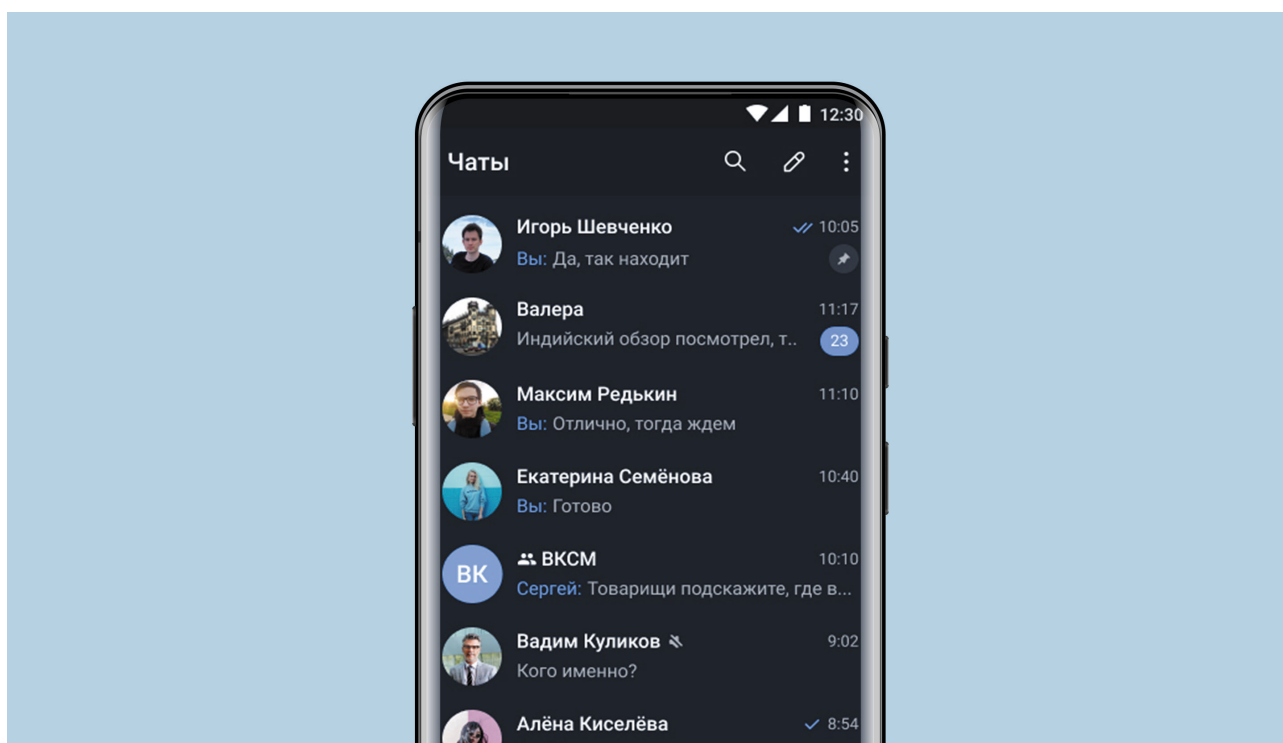 12:30
Чаты
Игорь Шевченко 10:05
Вы: Да, так находит
Валера 11:17
Индийский обзор посмотрел, т.. 23
Максим Редькин 11:10
Вы: Отлично, тогда ждем
Екатерина Семёнова 10:40
Вы: Готово
ВК ВКСМ 10:10
Сергей: Товарищи подскажите, где в...
Вадим Куликов 9:02
Кого именно?
Алёна Киселёва 8:54